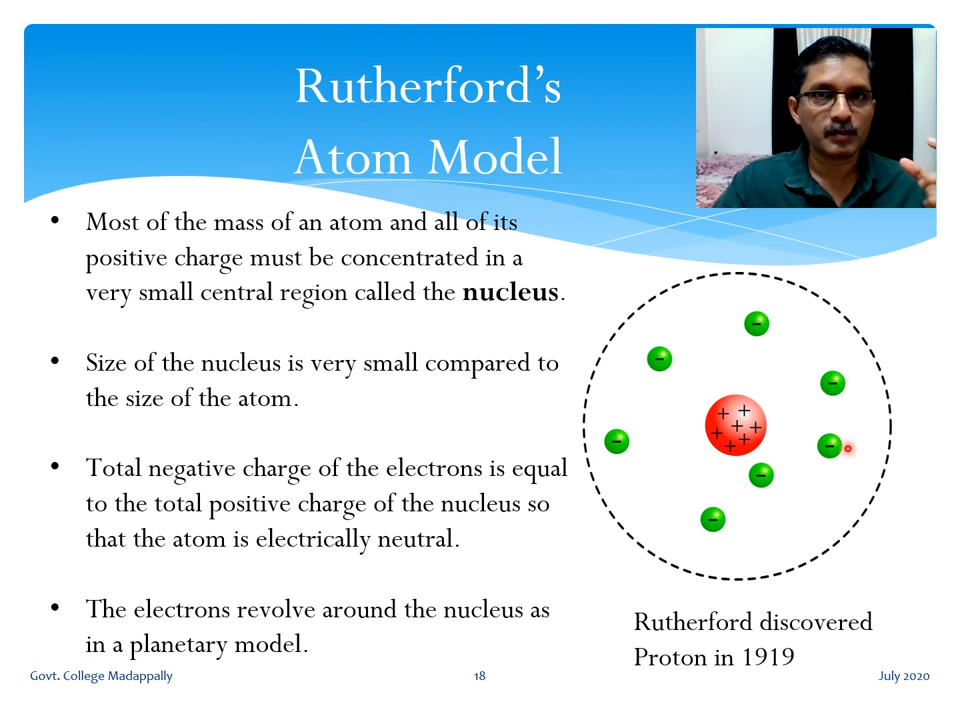 Rutherford’s
Atom Model
• Most of the mass of an atom and all of its
positive charge must be concentrated in a
very small central region called the nucleus.
• Size of the nucleus is very small compared to
the size of the atom.
• Total negative charge of the electrons is equal
to the total positive charge of the nucleus so
that the atom is electrically neutral.
• The electrons revolve around the nucleus as
in a planetary model.
Rutherford discovered
Proton in 1919
Govt. College Madappally
18
July 2020